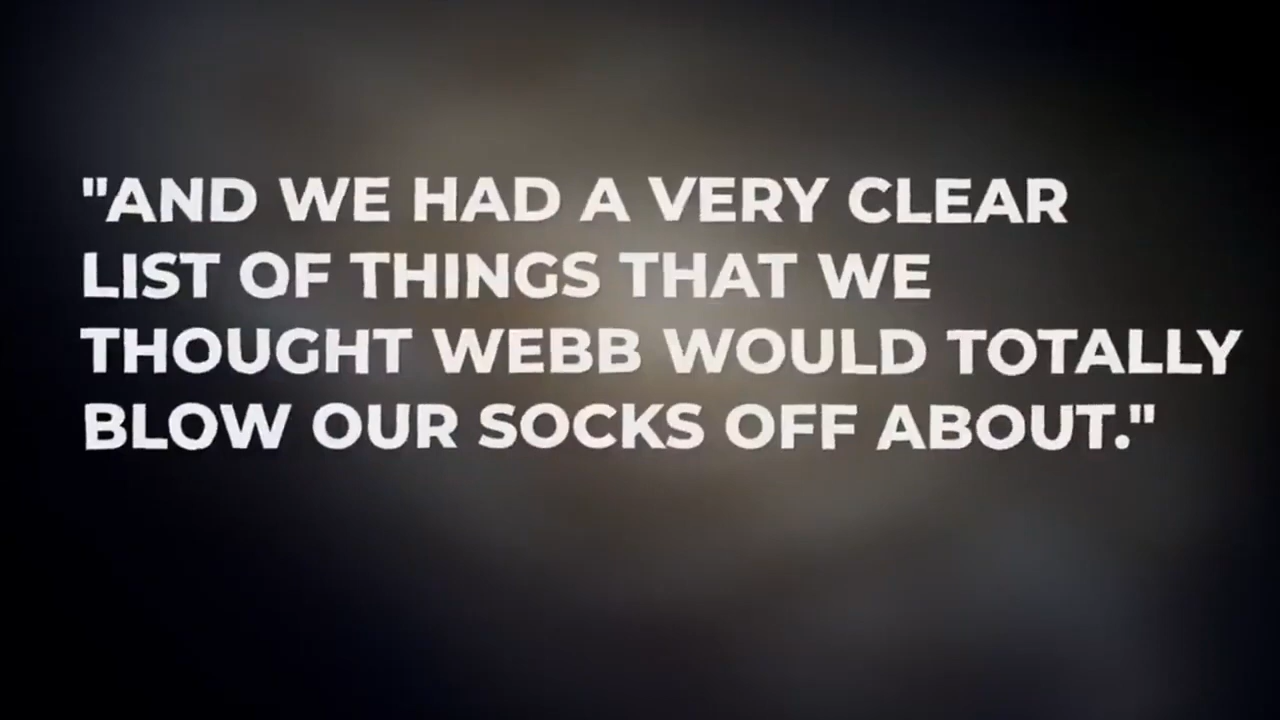 "AND WE HAD A VERY CLEAR
LIST OF THINGS THAT WE
THOUGHT WEBB WOULD TOTALLY
BLOW OUR SOCKS OFF ABOUT."